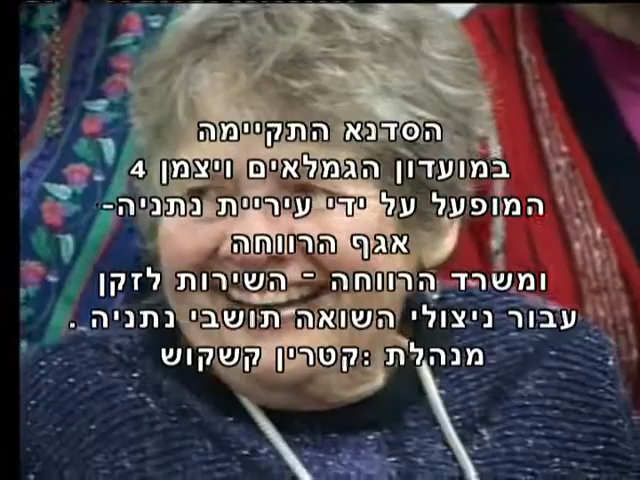 הסדנא התקיימה
במועדון הגמלאים ויצמן 4
המופעל על ידי עיריית נתניה-
אגף הרווחה
ומשרד הרווחה - השירות לזקן
עבור ניצולי השואה תושבי נתניה .
מנהלת :קטרין קשקוש